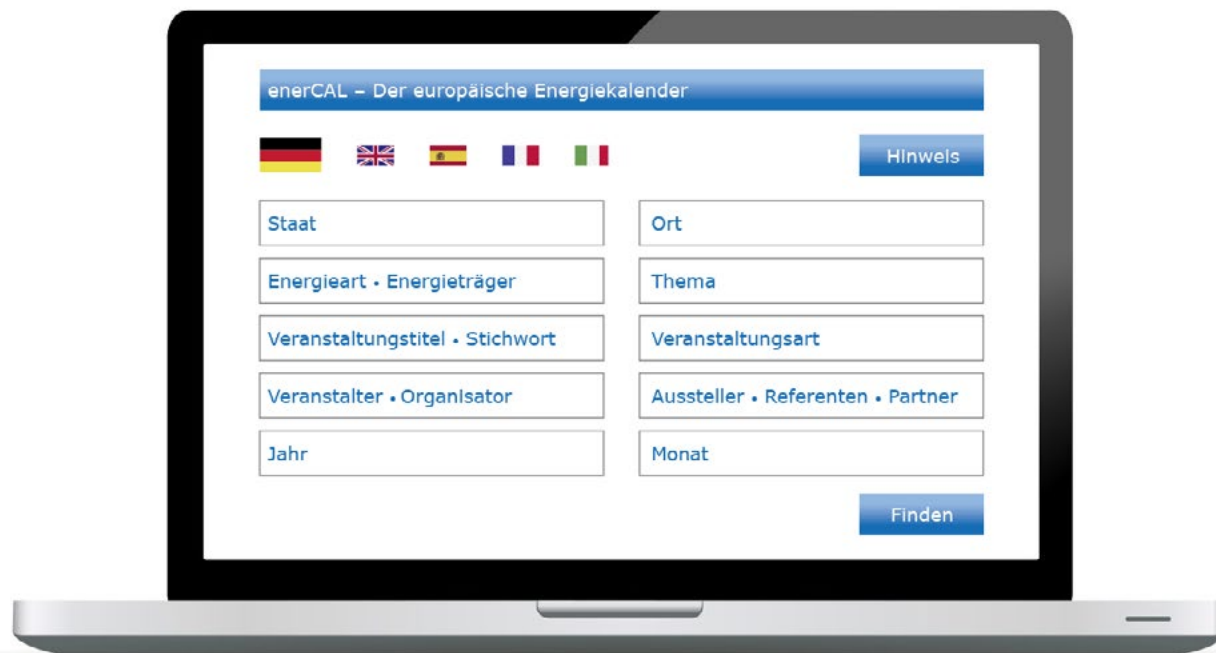 enerCAL – Der europäische Energiekalender
Hinweis
Staat
Ort
Energieart • Energieträger
Thema
Veranstaltungstitel • Stichwort
Veranstaltungsart
Veranstalter • Organisator
Aussteller • Referenten • Partner
Jahr
Monat
Finden